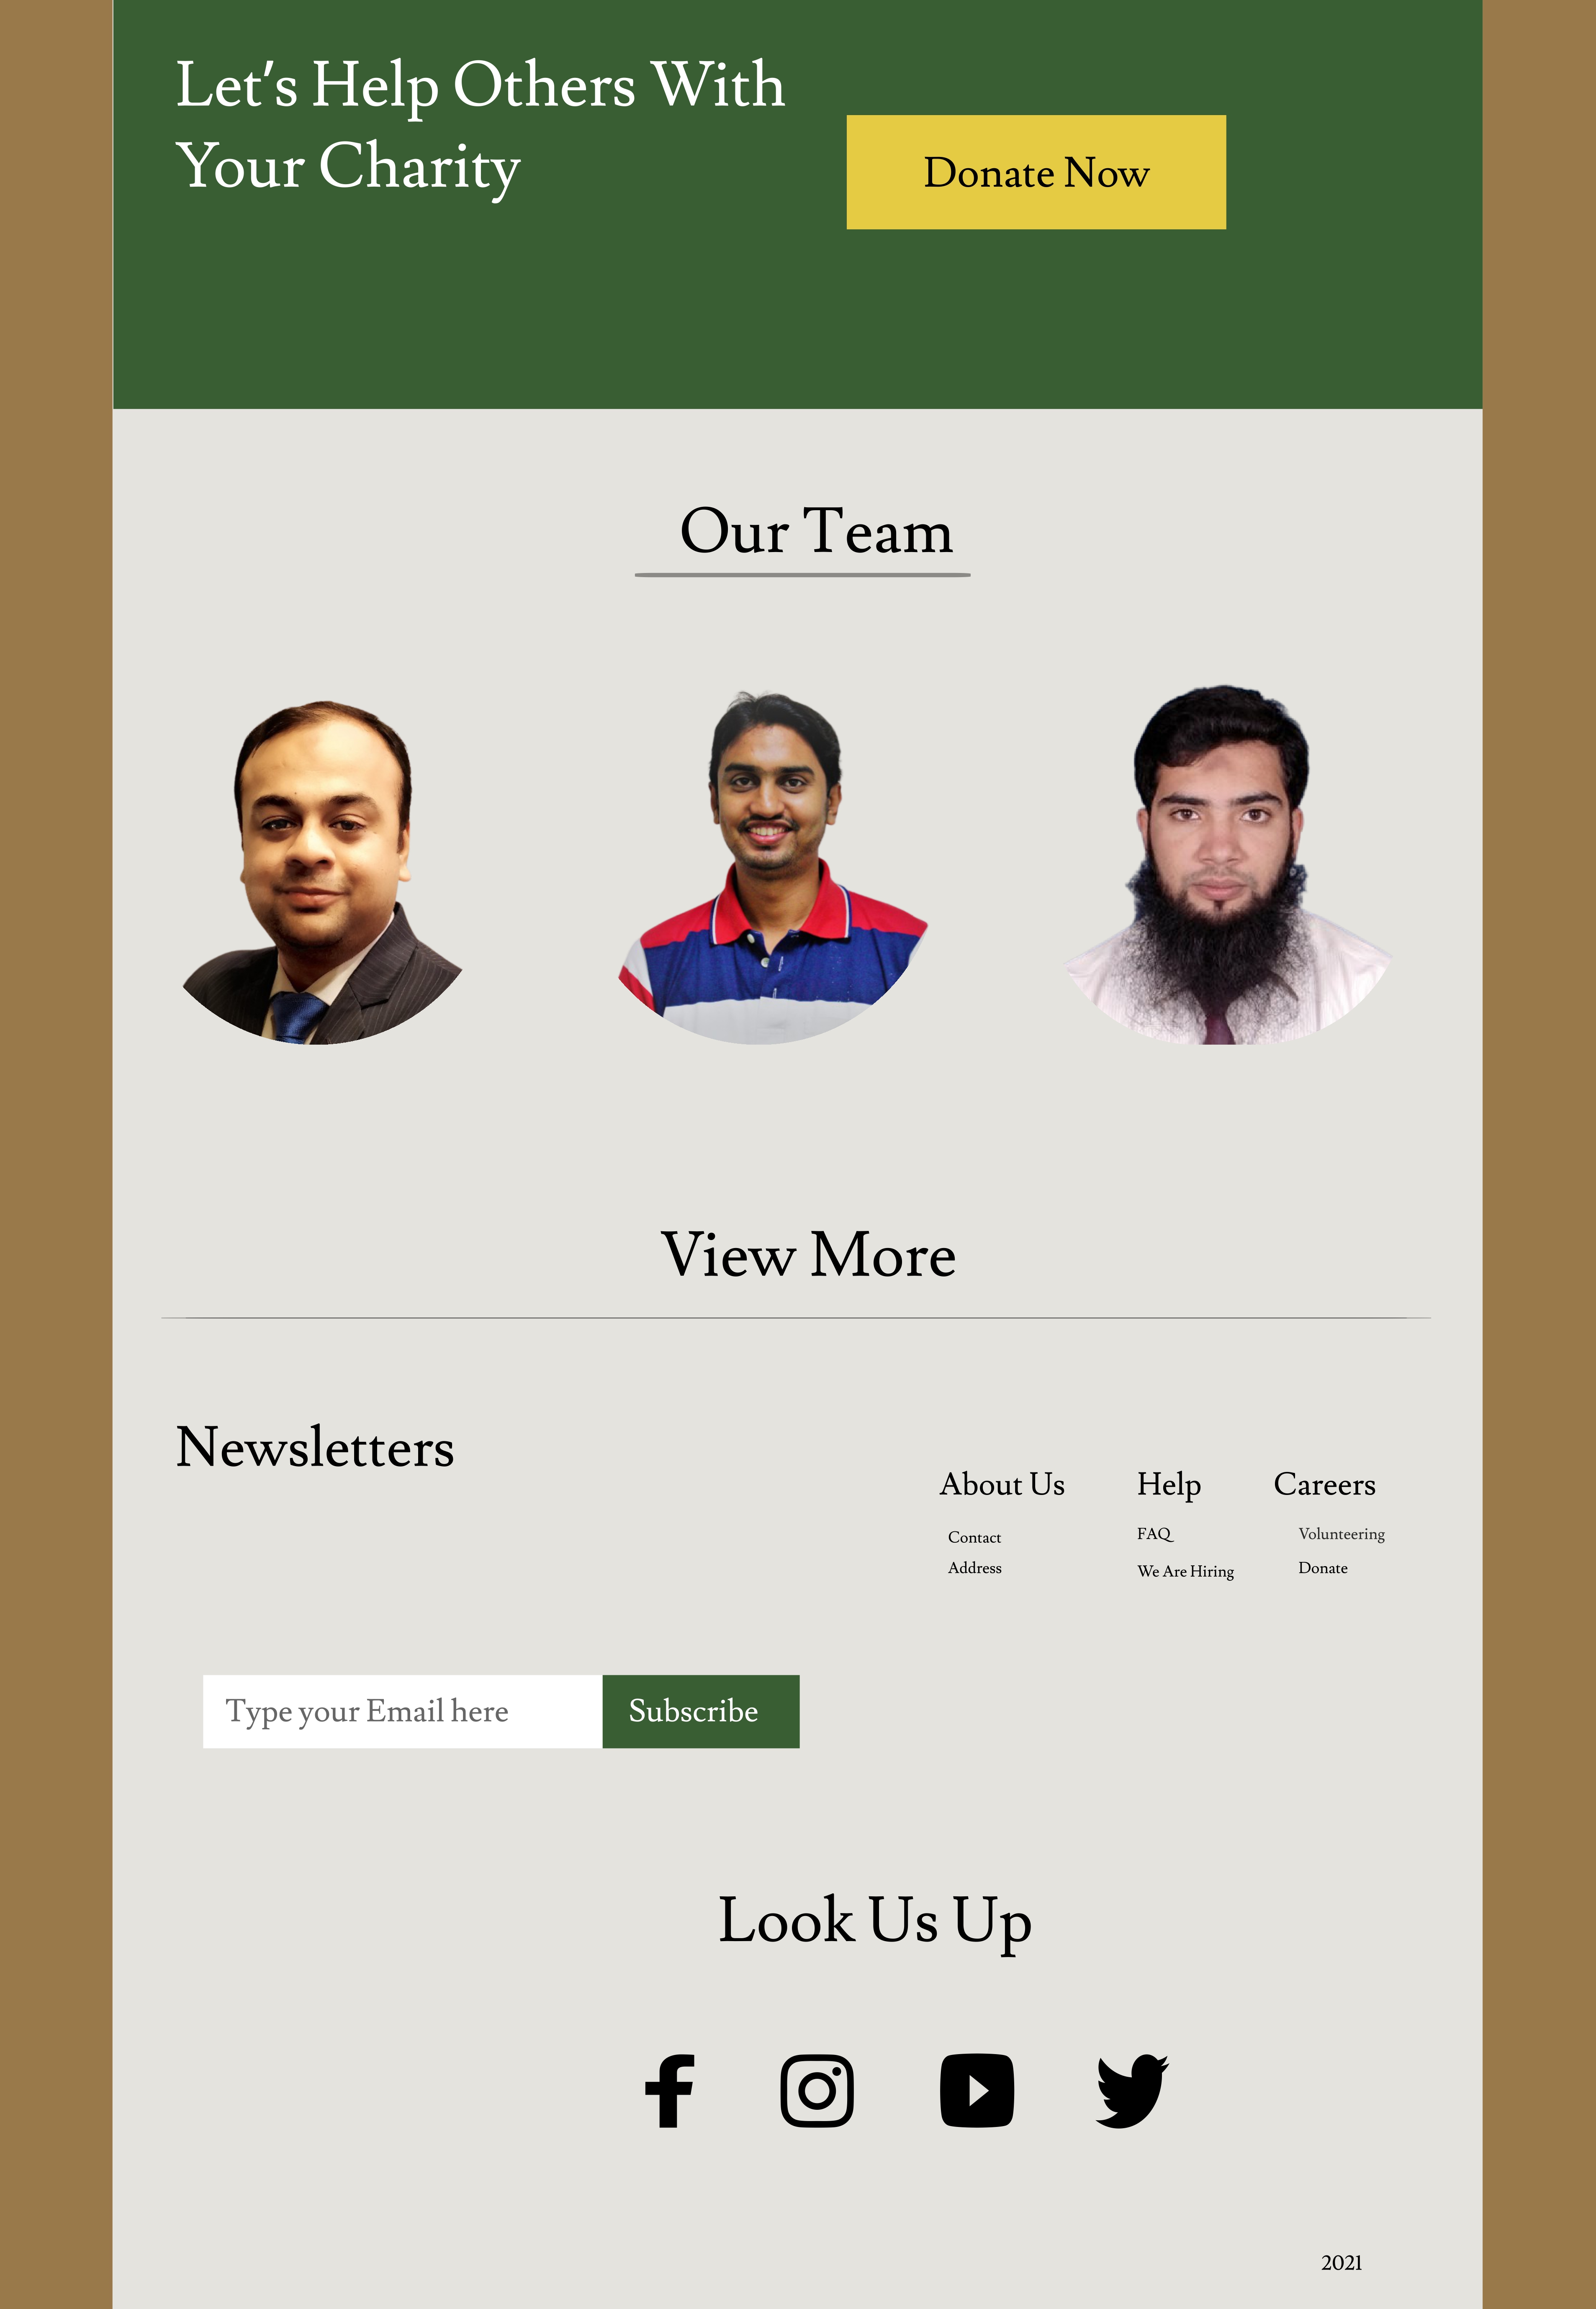 Let's Help Others With
Your Charity
Donate Now
Our Team
View More
Newsletters
About Us
Contact
Address
Help
FAQ
We Are Hiring
Careers
Volunteering
Donate
Type your Email here
Subscribe
Look Us Up
2021